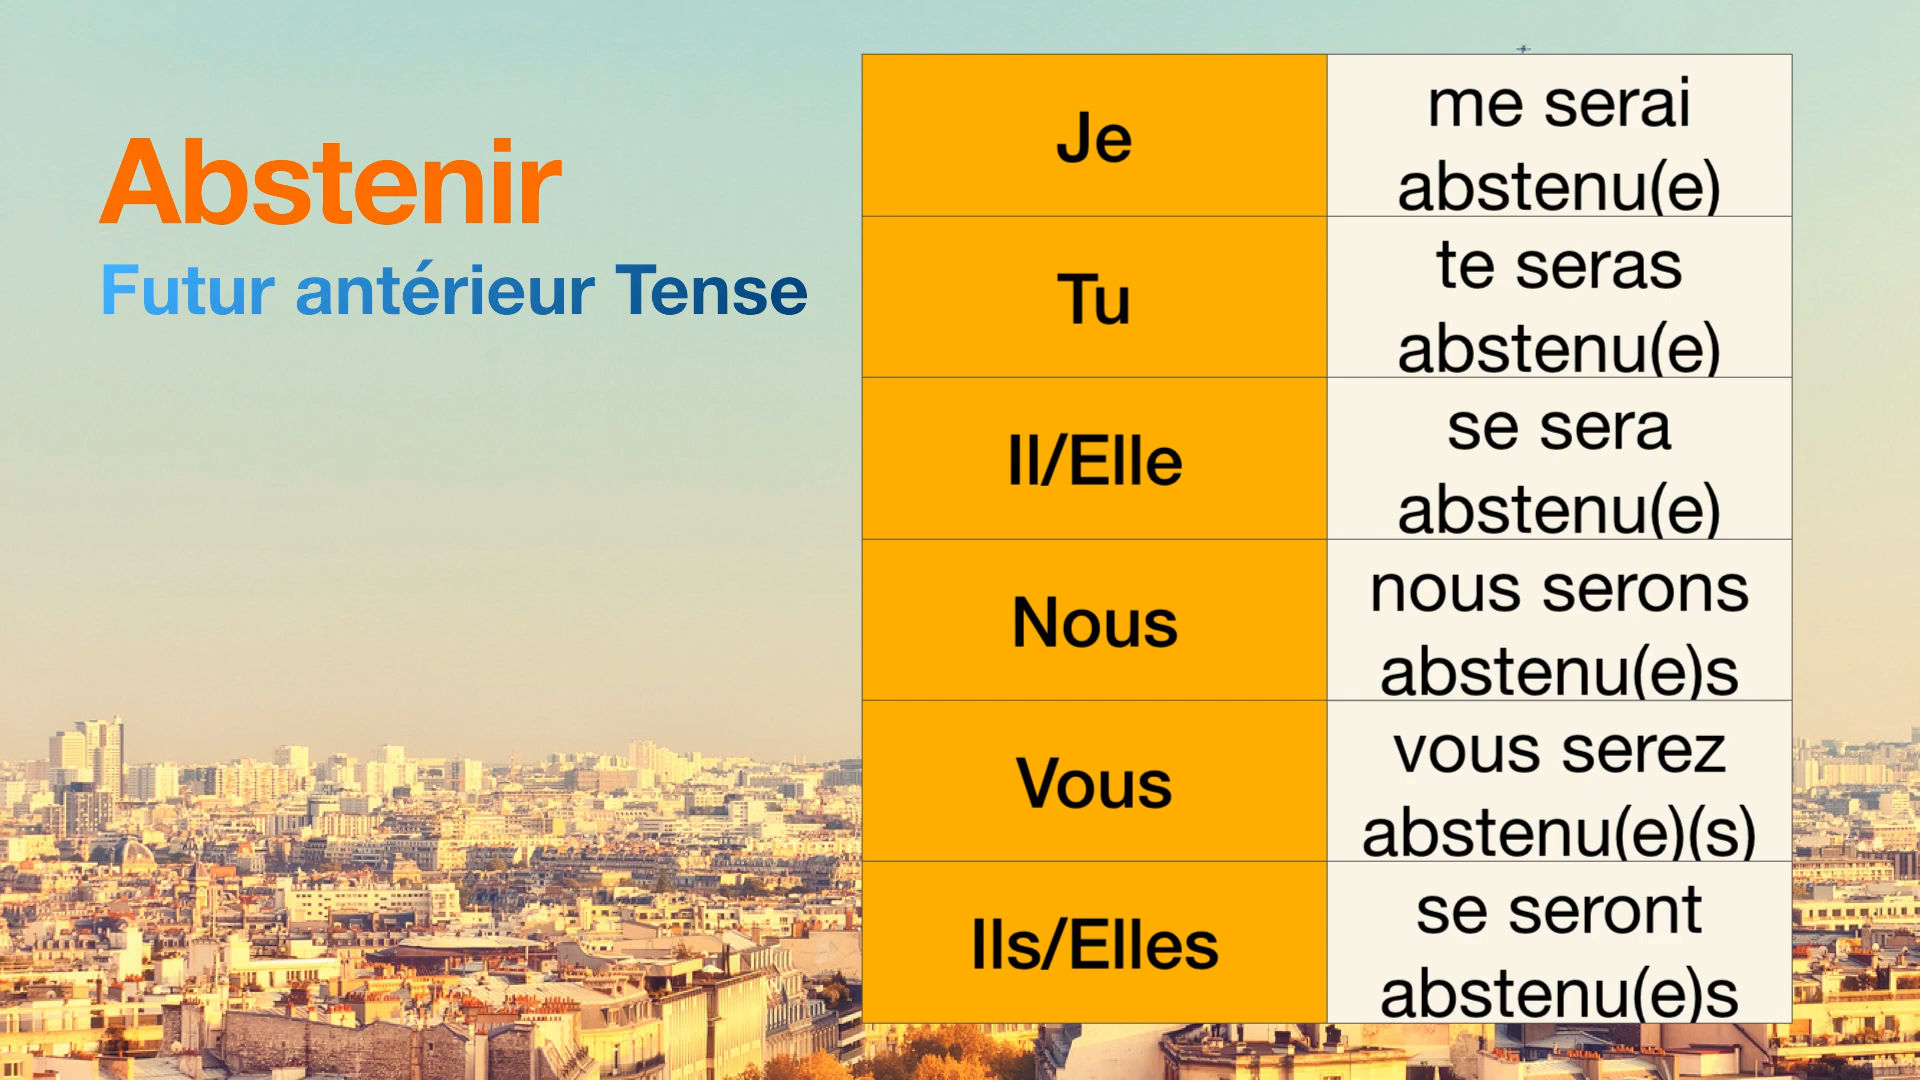 Abstenir
Futur antérieur Tense
Je
me serai
abstenu(e)
Tu
te seras
abstenu(e)
Il/Elle
se sera
abstenu(e)
Nous
nous serons
abstenu(e)s
Vous
vous serez
abstenu(e)(s)
Ils/Elles
se seront
abstenu(e)s